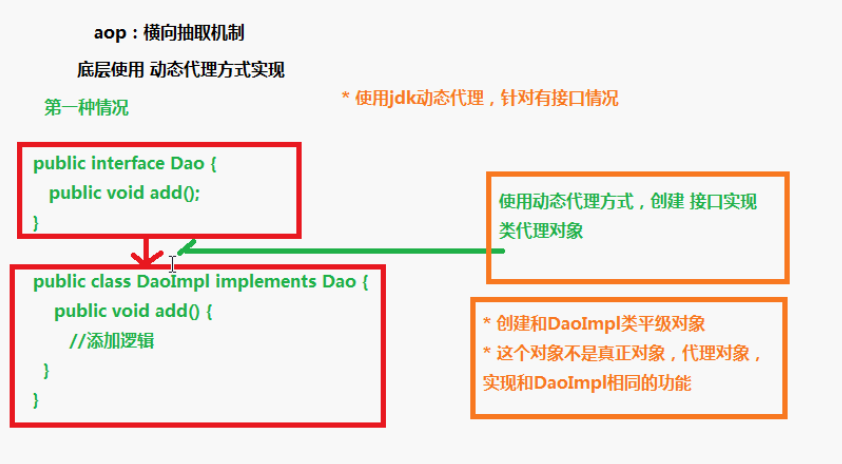 aop：横向抽取机制
底层使用 动态代理方式实现
第一种情况
* 使用jdk动态代理，针对有接口情况
public interface Dao {
public void add();
}
使用动态代理方式，创建 接口实现
类代理对象
public class DaoImpl implements Dao {
public void add() {
//添加逻辑
}
}
* 创建和DaoImpl类平级对象
* 这个对象不是真正对象，代理对象，
实现和DaoImpl相同的功能